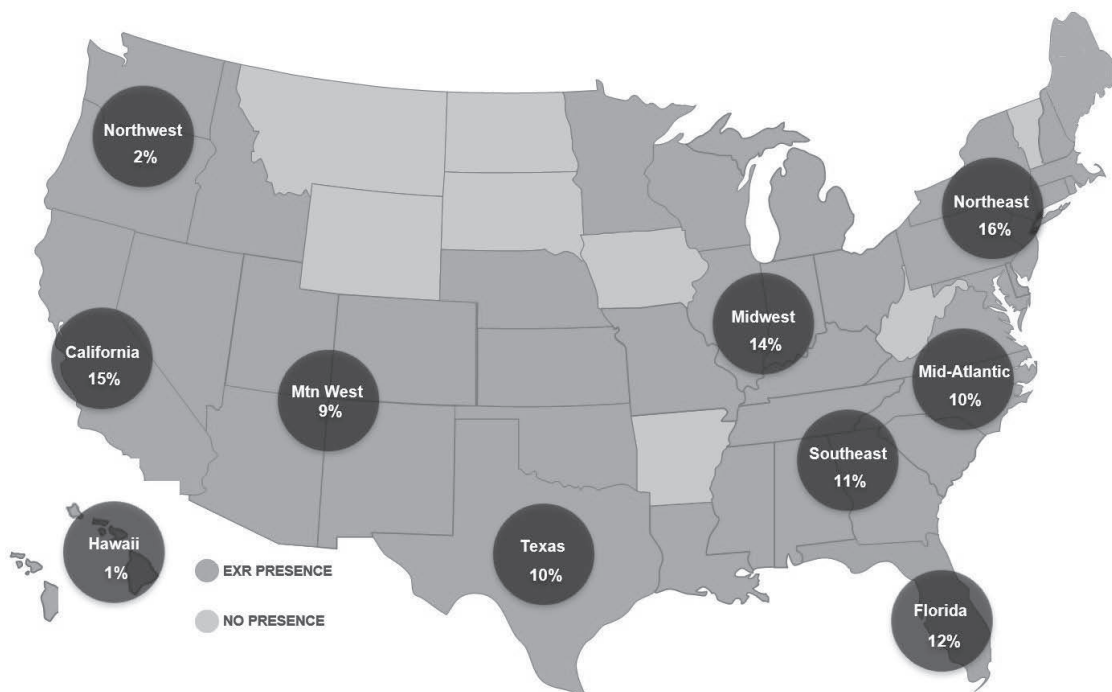 Northwest
2%
Northeast
16%
Midwest
14%
California
15%
Mtn West
9%
Mid-Atlantic
10%
Southeast
11%
Hawaii
1%
EXR PRESENCE
NO PRESENCE
Texas
10%
Florida
12%